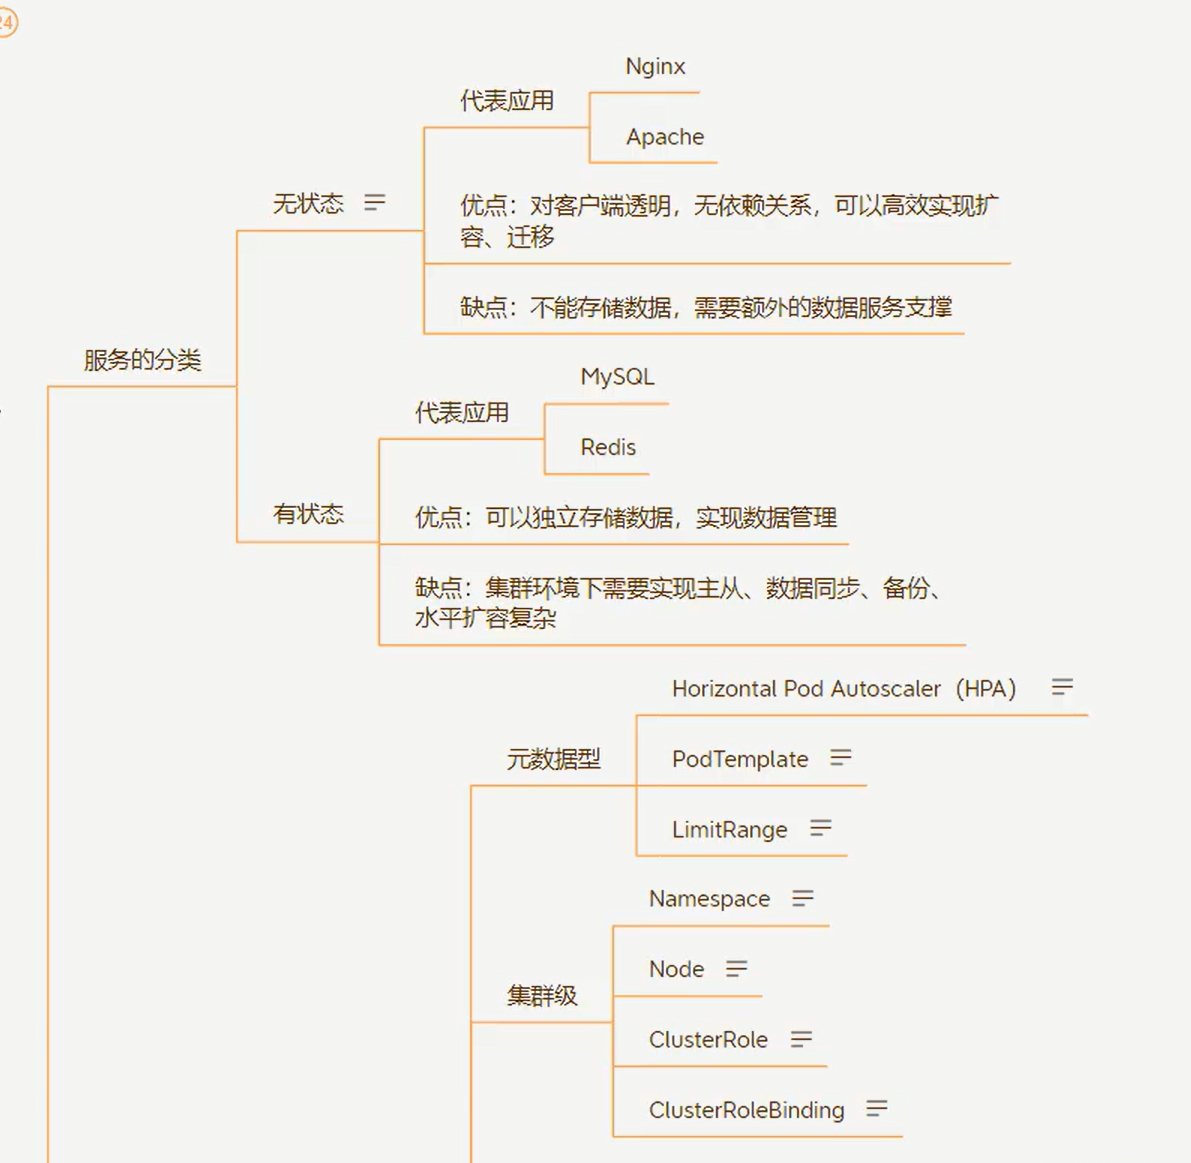 24
Nginx
代表应用
Apache
无状态
优点：对客户端透明，无依赖关系，可以高效实现扩
容、迁移
缺点：不能存储数据，需要额外的数据服务支撑
服务的分类
MySQL
代表应用
Redis
有状态
优点：可以独立存储数据，实现数据管理
缺点：集群环境下需要实现主从、数据同步、备份、
水平扩容复杂
Horizontal Pod Autoscaler（HPA）
元数据型
PodTemplate
LimitRange
Namespace
Node
集群级
ClusterRole
ClusterRoleBinding